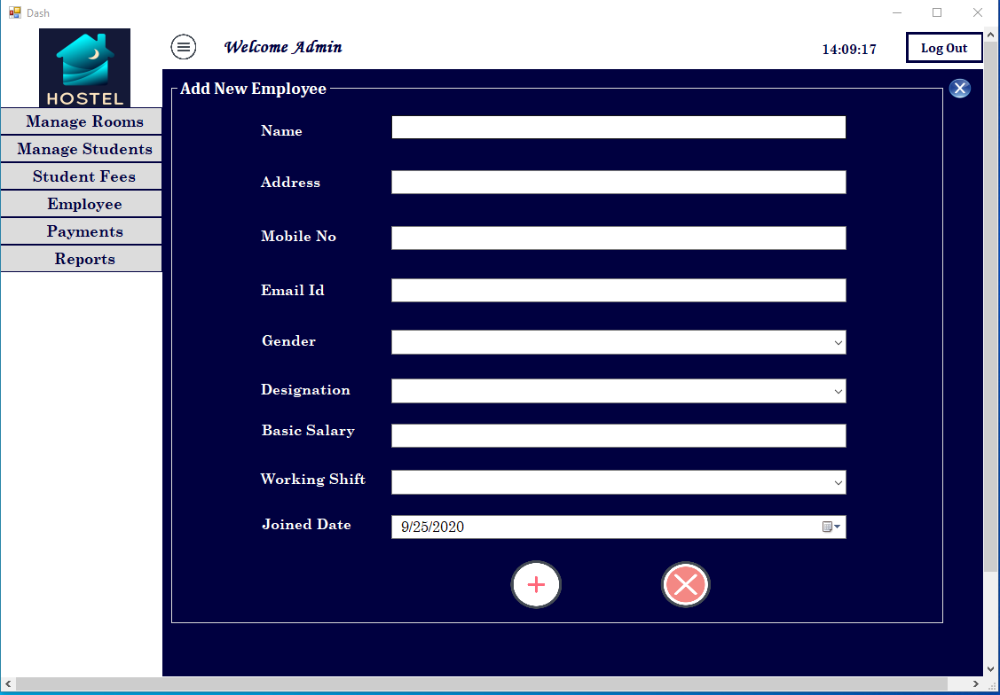 Dash
HOSTEL
Welcome Admin
14:09:17
Log Out
Manage Rooms
Manage Students
Student Fees
Employee
Payments
Reports
Add New Employee
Name
Address
Mobile No
Email Id
Gender
Designation
Basic Salary
Working Shift
Joined Date
9/25/2020